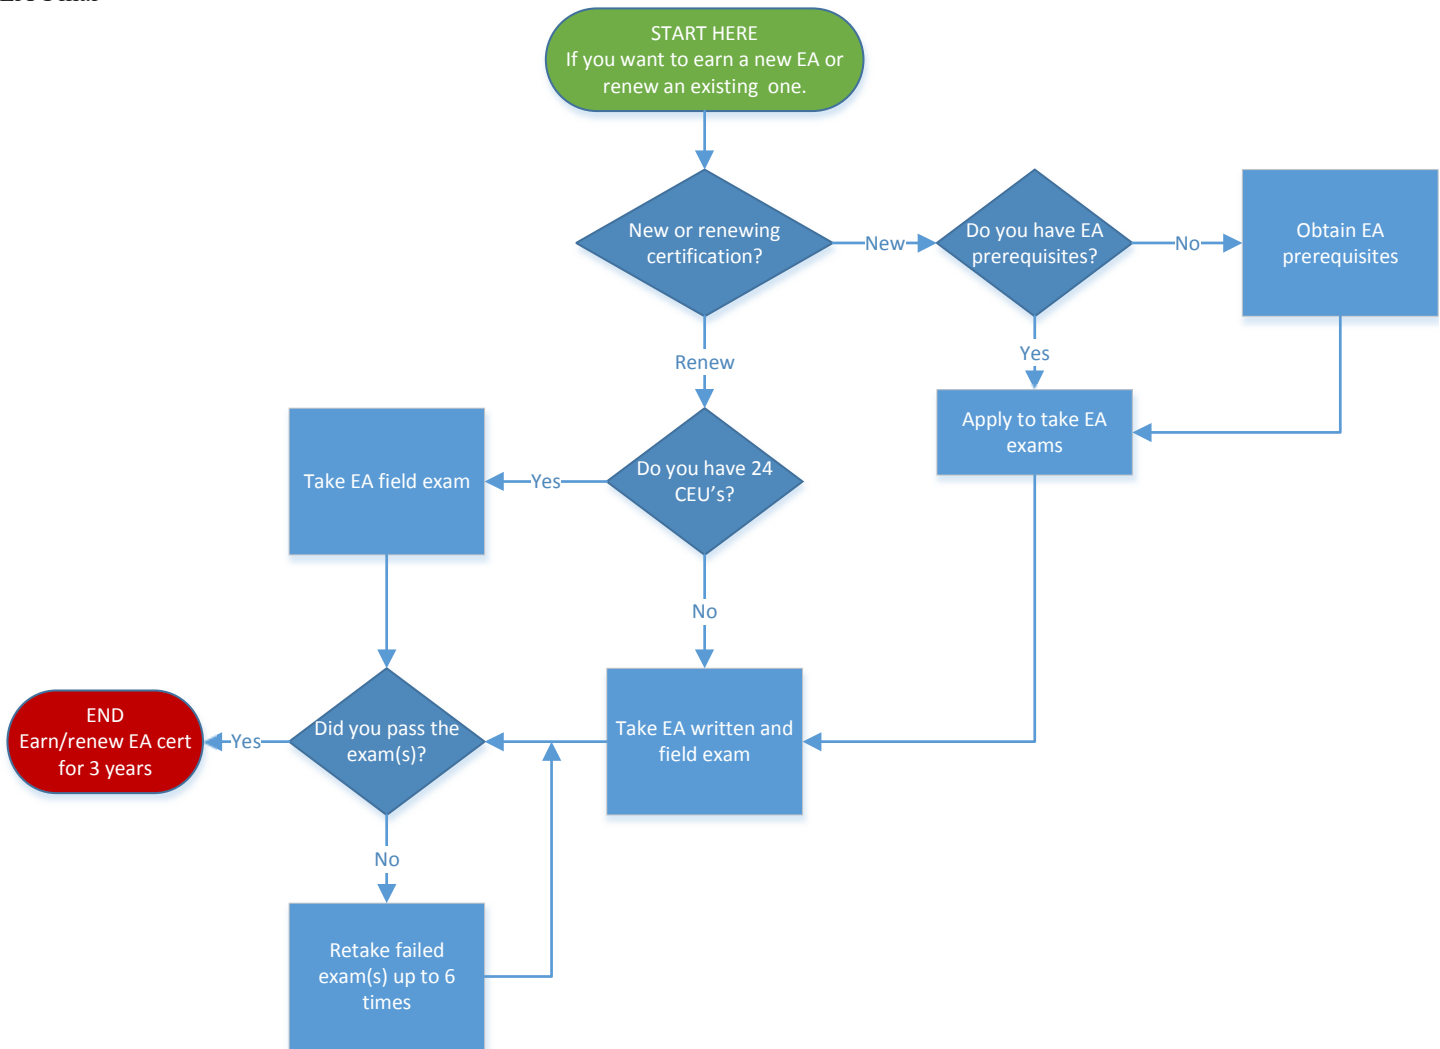 START HERE
If you want to earn a new EA or
renew an existing one.
New or renewing
certification?
New
Do you have EA
prerequisites?
No
Obtain EA
prerequisites
Renew
Yes
Apply to take EA
exams
Do you have 24
CEU's?
Yes
Take EA field exam
No
Take EA written and
field exam
Did you pass the
exam(s)?
Yes
END
Earn/renew EA cert
for 3 years
No
Retake failed
exam(s) up to 6
times